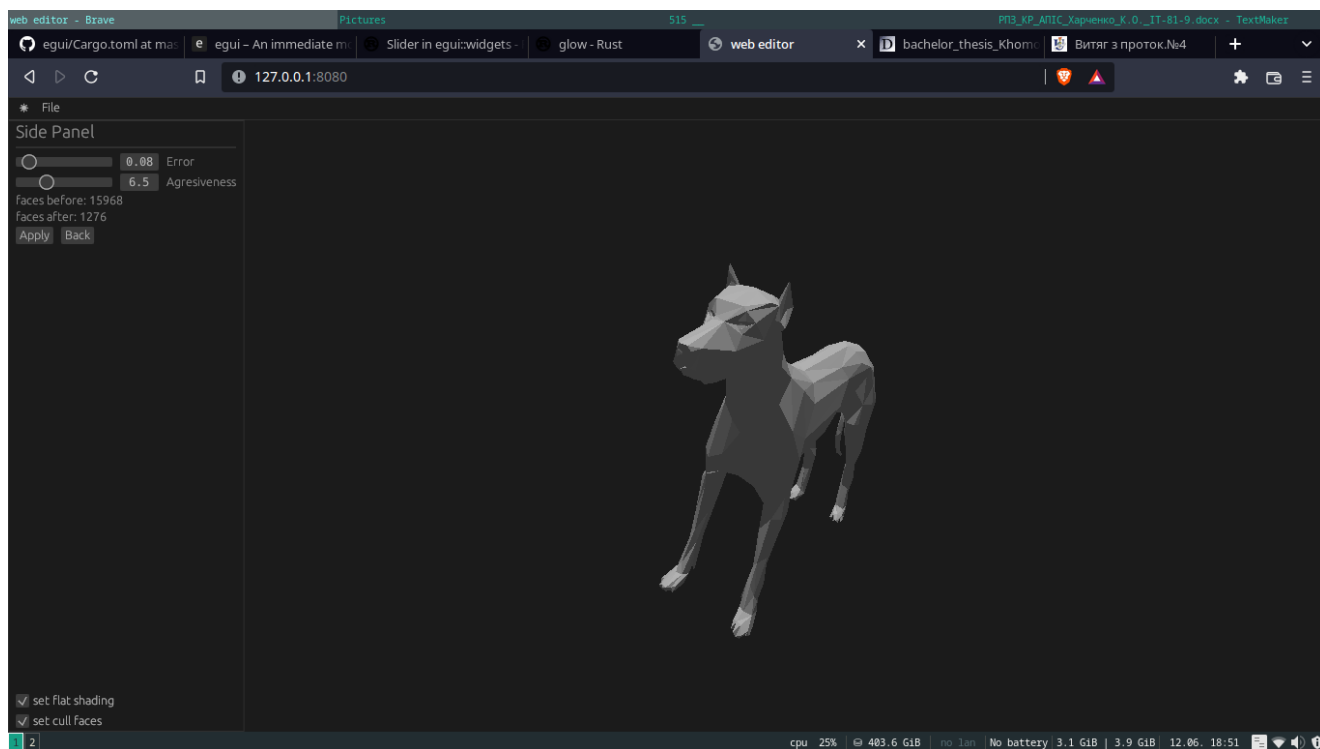 web editor - Brave
Pictures
515 __
РПЗ_КР_АПІС_Харченко_К.О._ІТ-81-9.docx - TextMaker
egui/Cargo.toml at mas
egui – An immediate mo
Slider in egui::widgets -
glow - Rust
web editor
bachelor_thesis_Khomo
Витяг з проток.№4
127.0.0.1:8080
File
Side Panel
0.08 Error
6.5 Agresiveness
faces before: 15968
faces after: 1276
Apply Back
set flat shading
set cull faces
1 2
cpu 25% 403.6 GiB no lan No battery 3.1 GiB | 3.9 GiB 12.06. 18:51